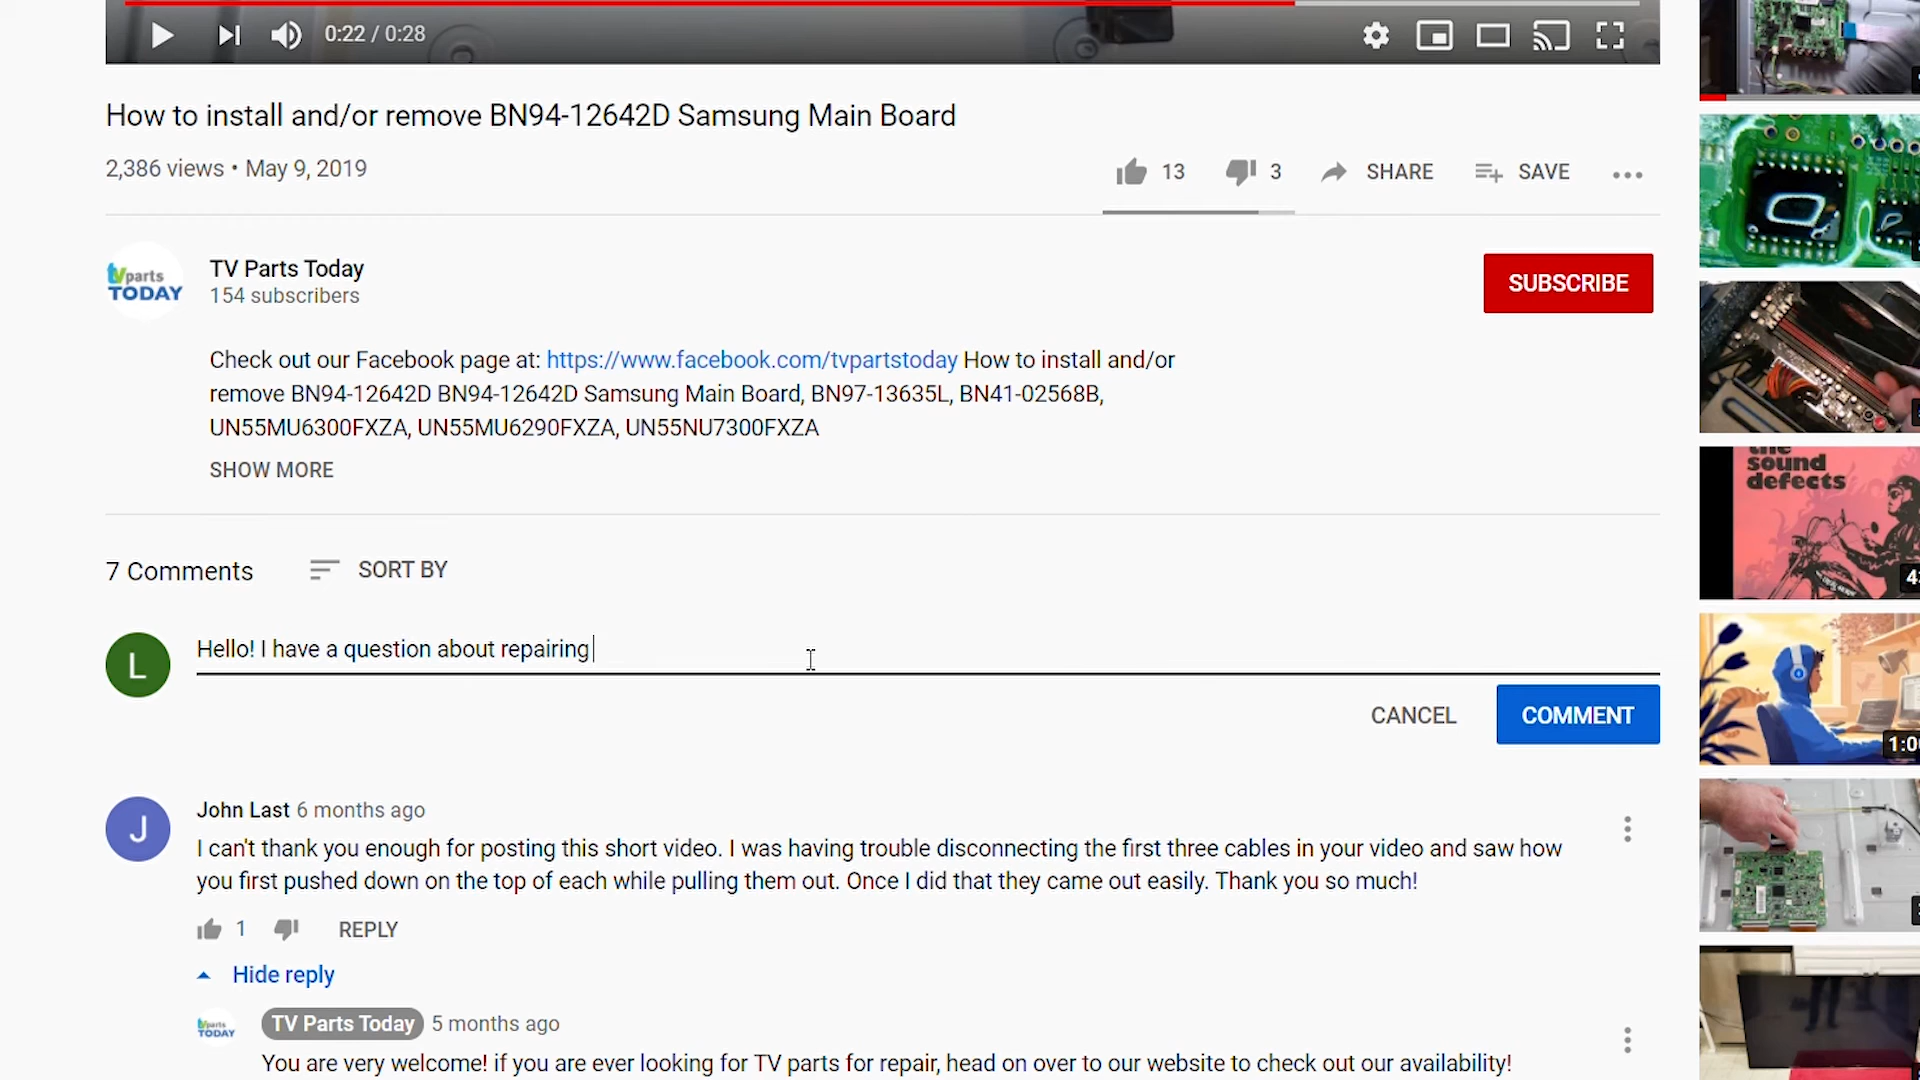 0:22 / 0:28
How to install and/or remove BN94-12642D Samsung Main Board
2,386 views • May 9, 2019
13
3
SHARE
SAVE
tvparts
TODAY
TV Parts Today
154 subscribers
SUBSCRIBE
Check out our Facebook page at: https://www.facebook.com/tvpartstoday How to install and/or
remove BN94-12642D BN94-12642D Samsung Main Board, BN97-13635L, BN41-02568B,
UN55MU6300FXZA, UN55MU6290FXZA, UN55NU7300FXZA
SHOW MORE
the
sound
defects
4:
7 Comments
SORT BY
L
Hello! I have a question about repairing
CANCEL
COMMENT
1:0
J
John Last 6 months ago
I can't thank you enough for posting this short video. I was having trouble disconnecting the first three cables in your video and saw how
you first pushed down on the top of each while pulling them out. Once I did that they came out easily. Thank you so much!
1
REPLY
Hide reply
tvparts
TODAY
TV Parts Today 5 months ago
You are very welcome! if you are ever looking for TV parts for repair, head on over to our website to check out our availability!